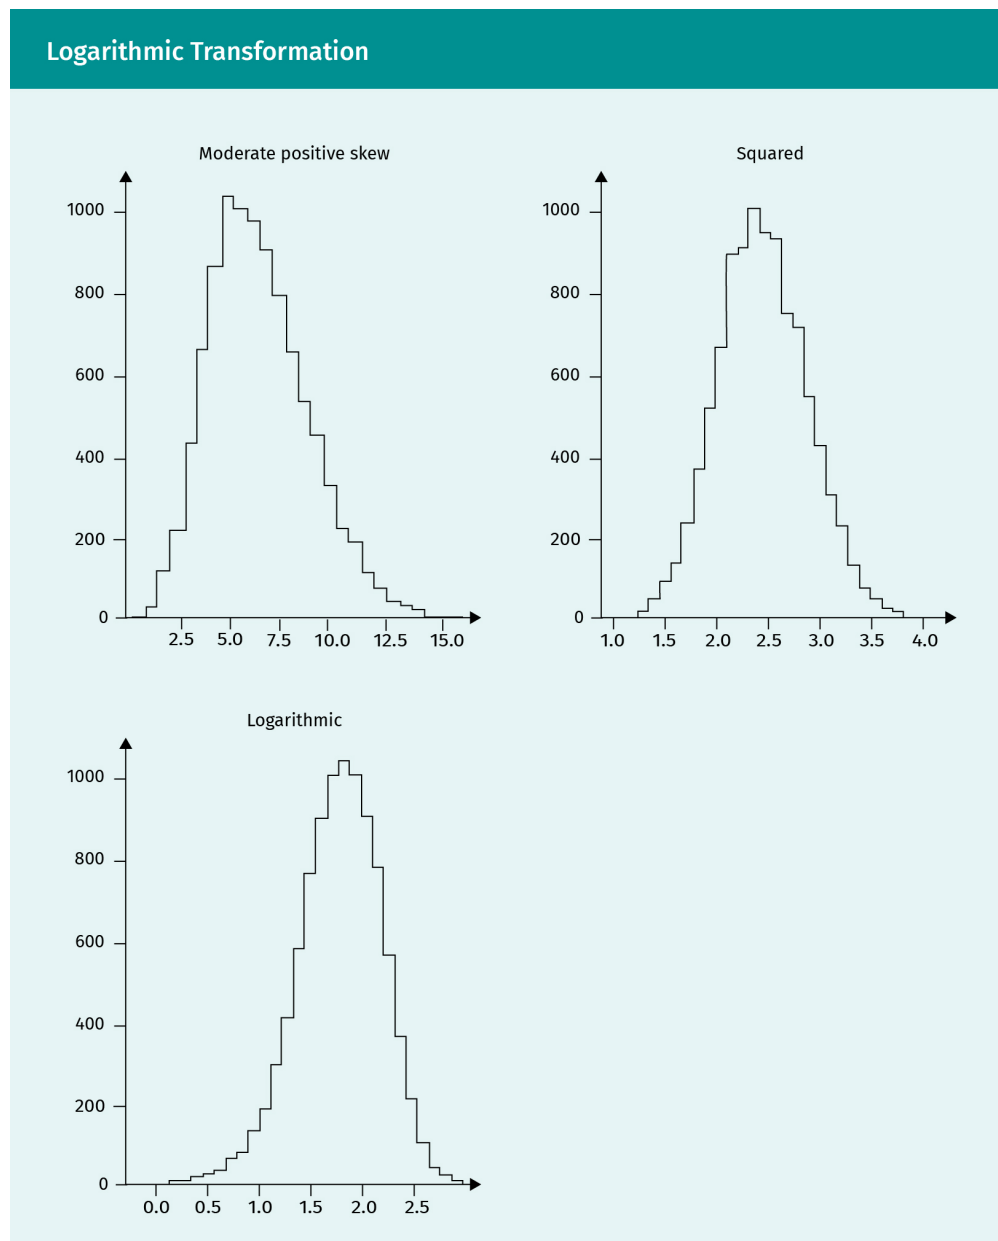 Logarithmic Transformation
Moderate positive skew
1000
800
600
400
200
0
2.5 5.0 7.5 10.0 12.5 15.0
Squared
1000
800
600
400
200
0
1.0 1.5 2.0 2.5 3.0 3.5 4.0
Logarithmic
1000
800
600
400
200
0
0.0 0.5 1.0 1.5 2.0 2.5